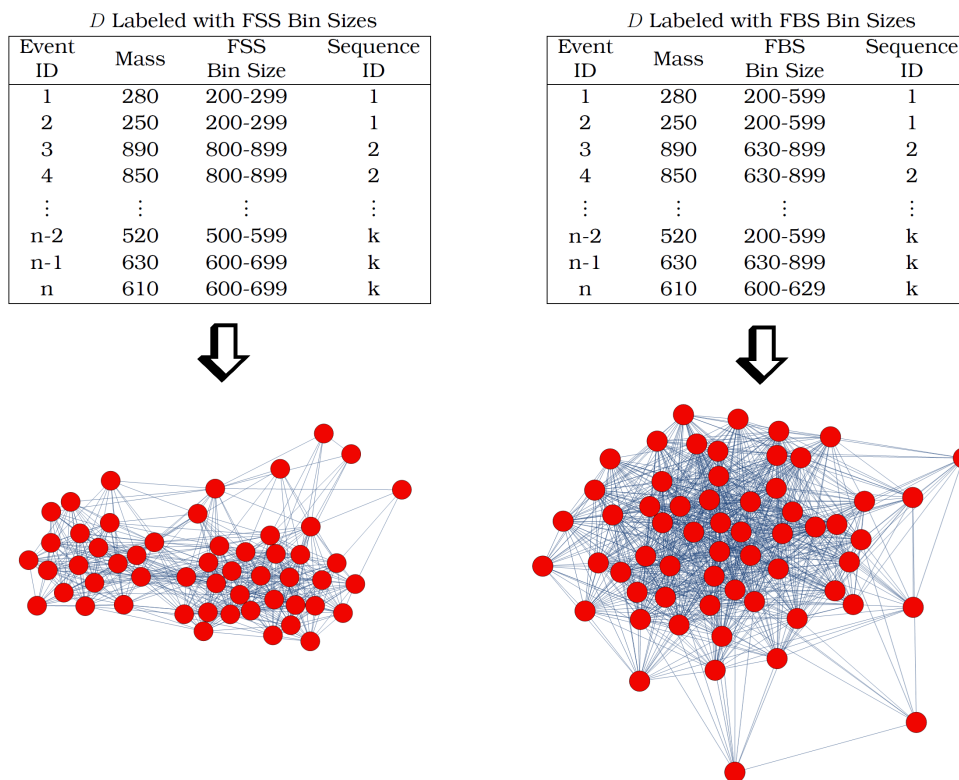 D Labeled with FSS Bin Sizes
Event ID Mass FSS Bin Size Sequence ID
1 280 200-299 1
2 250 200-299 1
3 890 800-899 2
4 850 800-899 2
⋮ ⋮ ⋮ ⋮
n-2 520 500-599 k
n-1 630 600-699 k
n 610 600-699 k
D Labeled with FBS Bin Sizes
Event ID Mass FBS Bin Size Sequence ID
1 280 200-599 1
2 250 200-599 1
3 890 630-899 2
4 850 630-899 2
⋮ ⋮ ⋮ ⋮
n-2 520 200-599 k
n-1 630 630-899 k
n 610 600-629 k